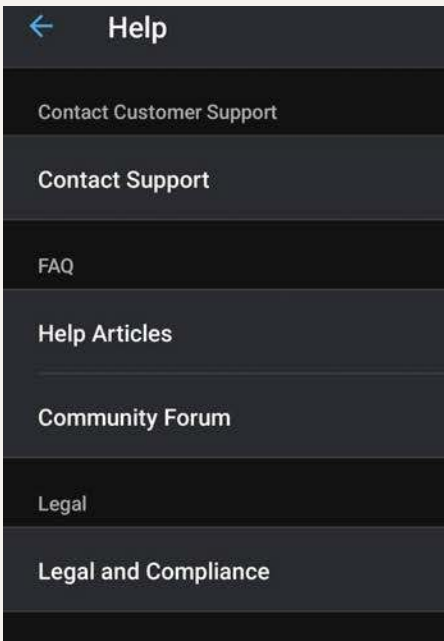 Help
Contact Customer Support
Contact Support
FAQ
Help Articles
Community Forum
Legal
Legal and Compliance